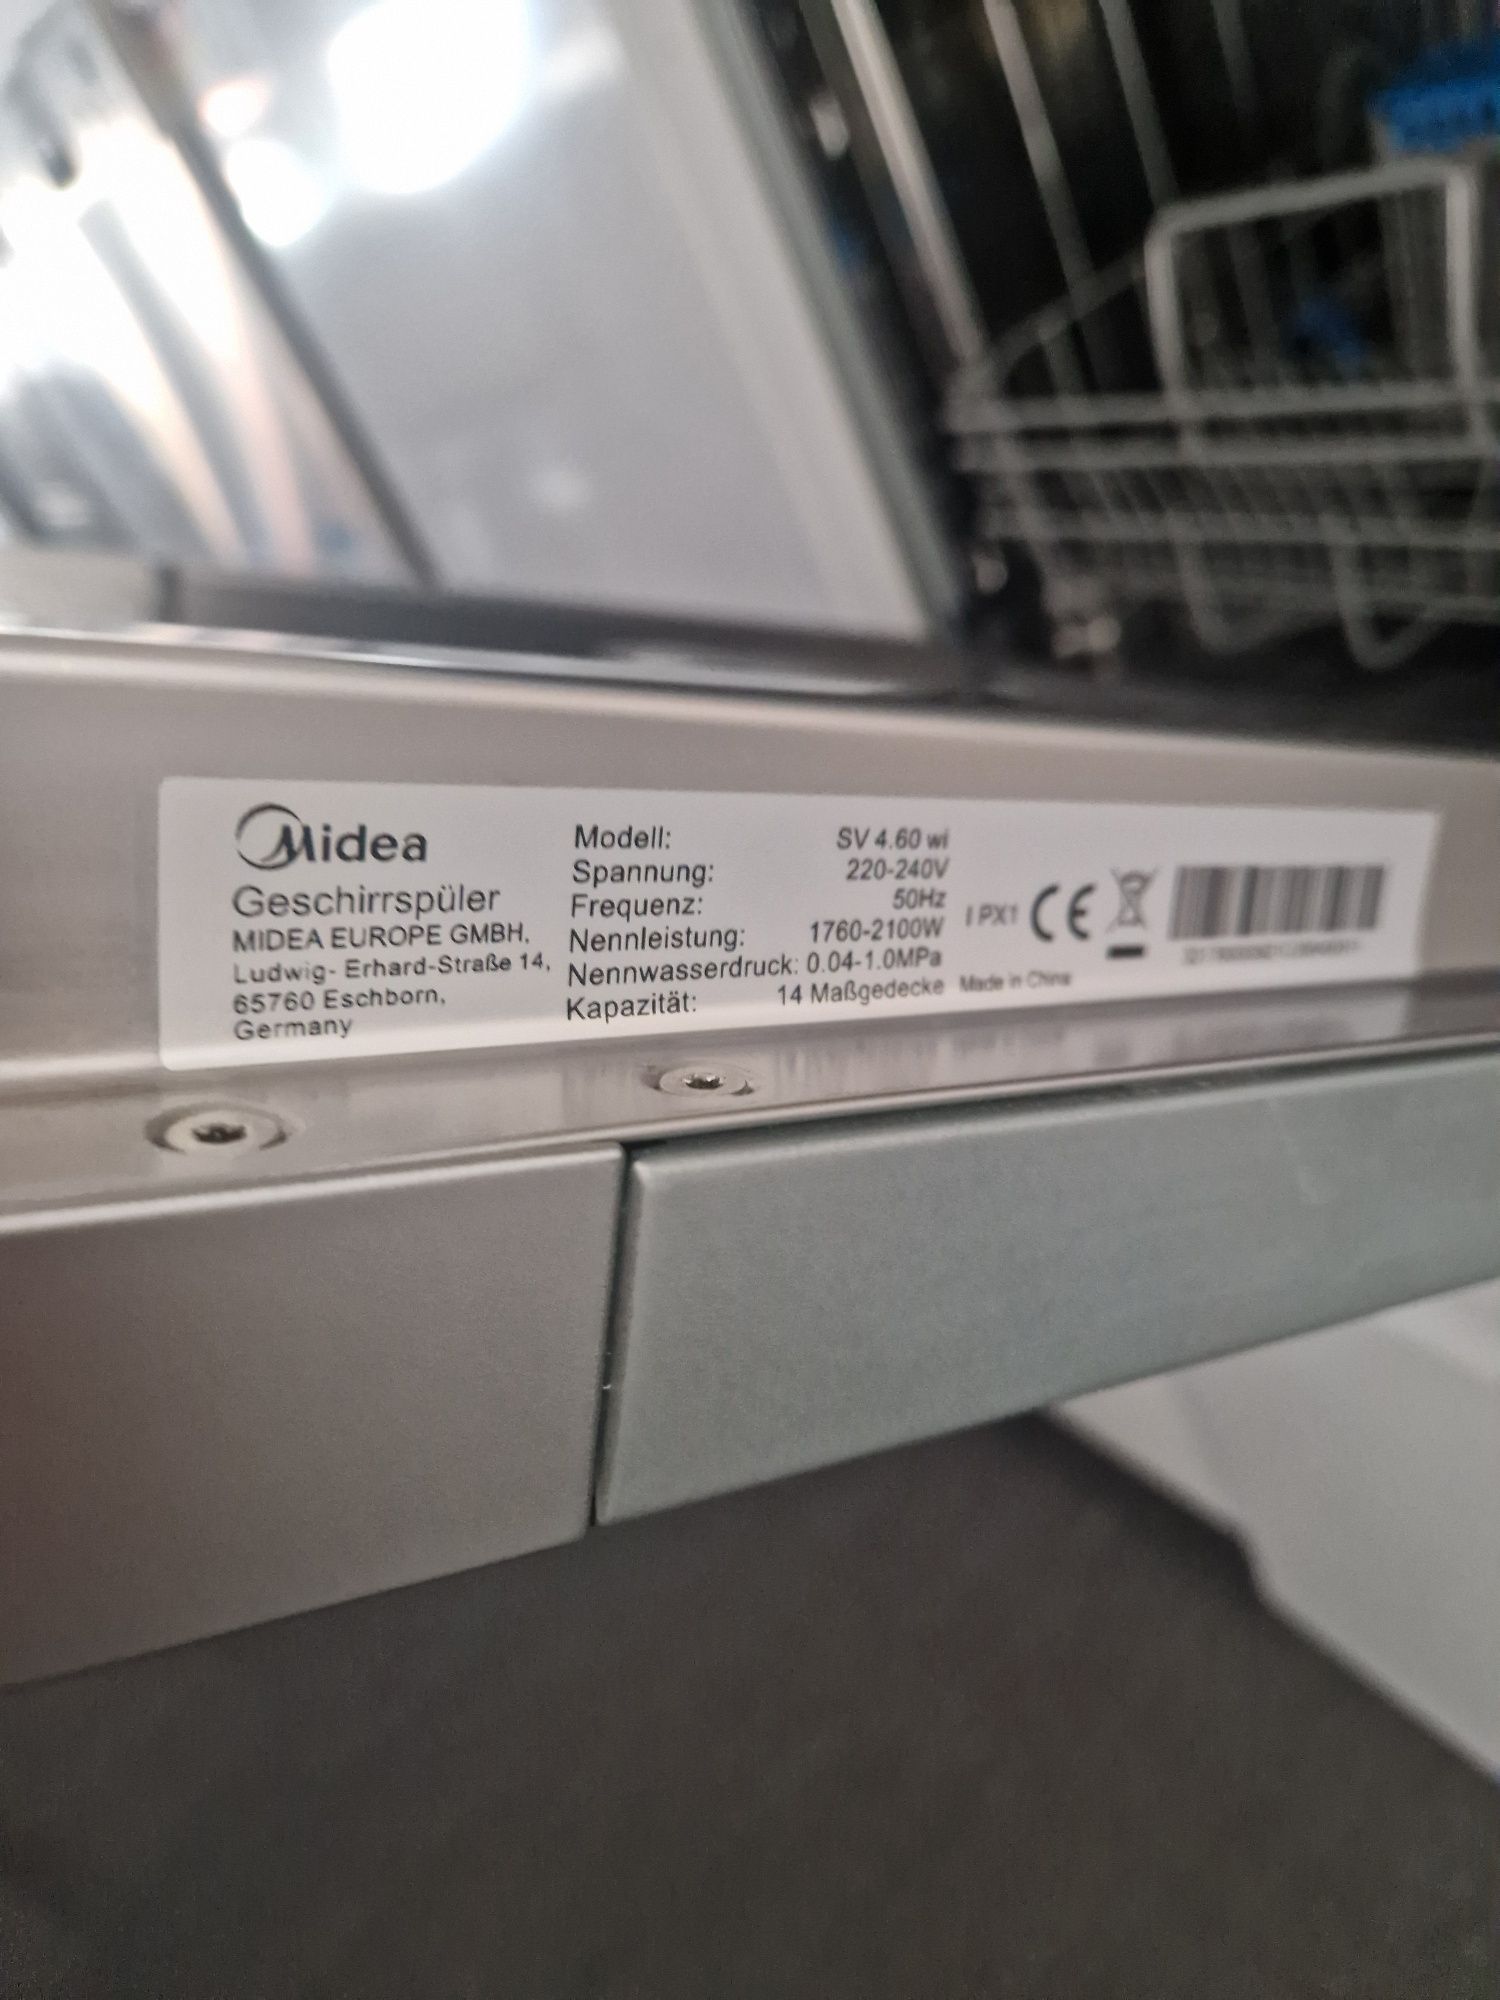 Midea
Geschirrspüler
MIDEA EUROPE GMBH,
Ludwig- Erhard-Straße 14,
65760 Eschborn,
Germany
Modell: SV 4.60 wi
Spannung: 220-240V
Frequenz: 50Hz
Nennleistung: 1760-2100W
Nennwasserdruck: 0.04-1.0MPa
Kapazität: 14 Maßgedecke
IPX1
CE
Made in China